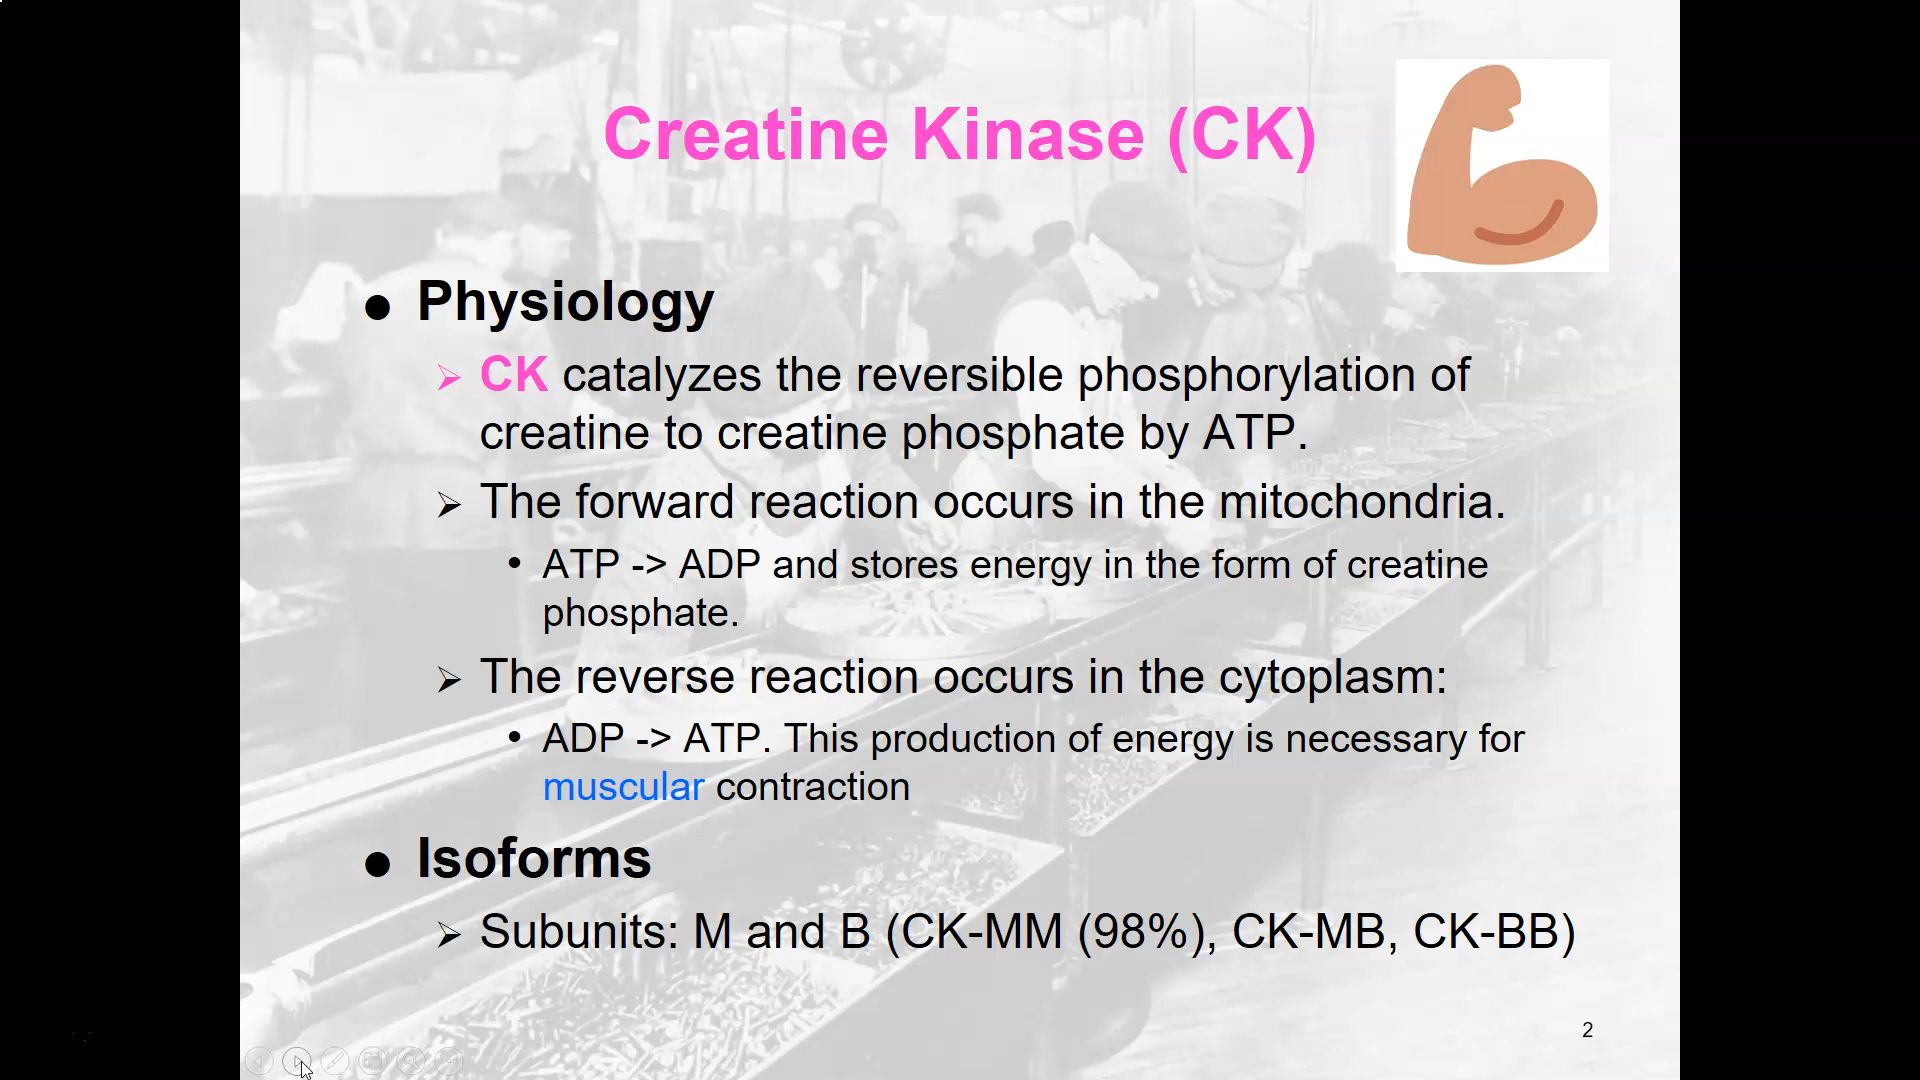 Creatine Kinase (CK)
● Physiology
➢ CK catalyzes the reversible phosphorylation of
creatine to creatine phosphate by ATP.
➢ The forward reaction occurs in the mitochondria.
• ATP -> ADP and stores energy in the form of creatine
phosphate.
➢ The reverse reaction occurs in the cytoplasm:
• ADP -> ATP. This production of energy is necessary for
muscular contraction
● Isoforms
➢ Subunits: M and B (CK-MM (98%), CK-MB, CK-BB)
2